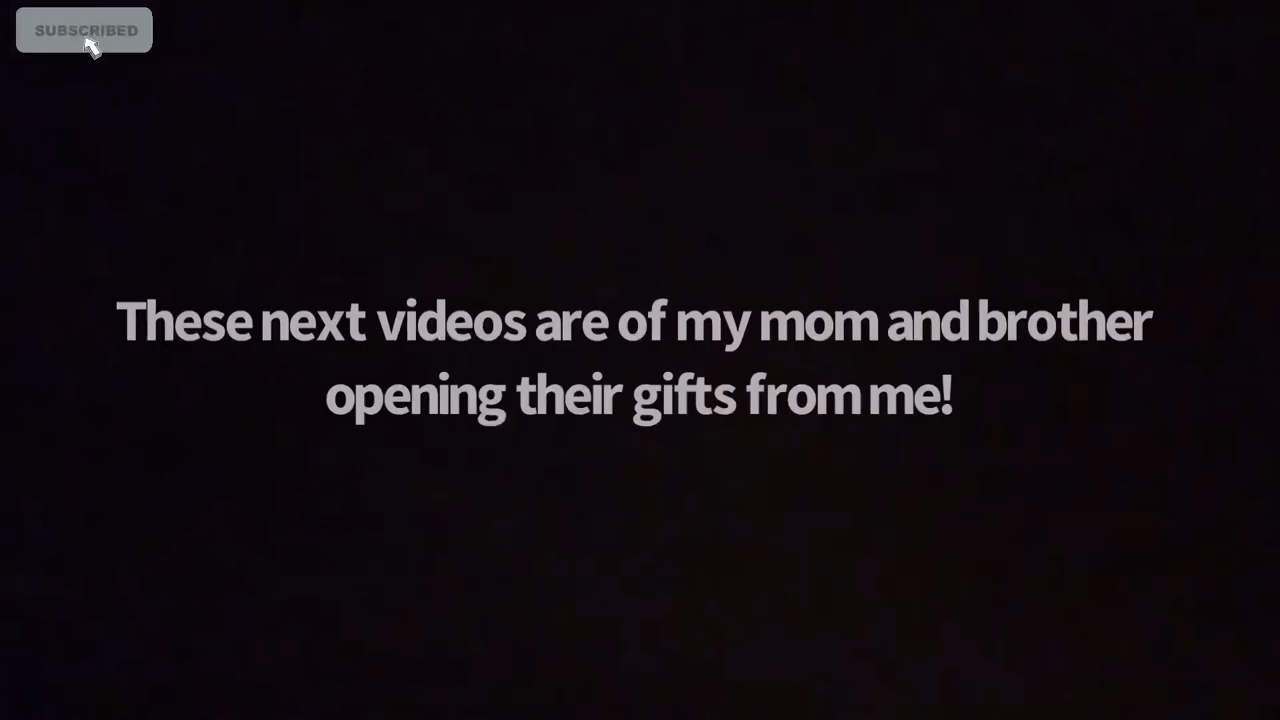 SUBSCRIBED
These next videos are of my mom and brother
opening their gifts from me!